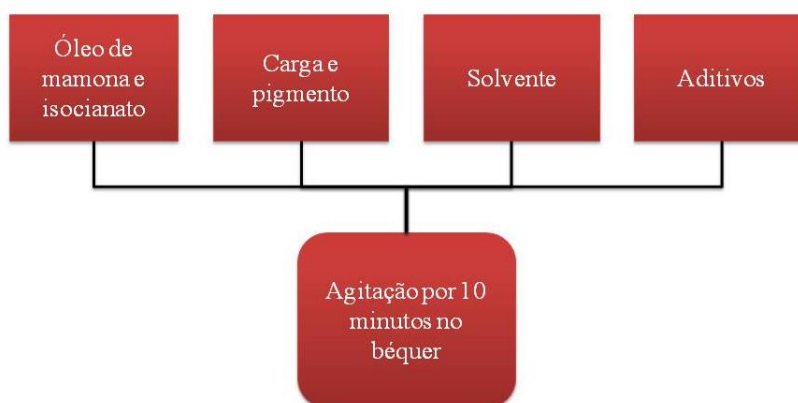 Óleo de
mamona e
isocianato
Carga e
pigmento
Solvente
Aditivos
Agitação por 10
minutos no
béquer